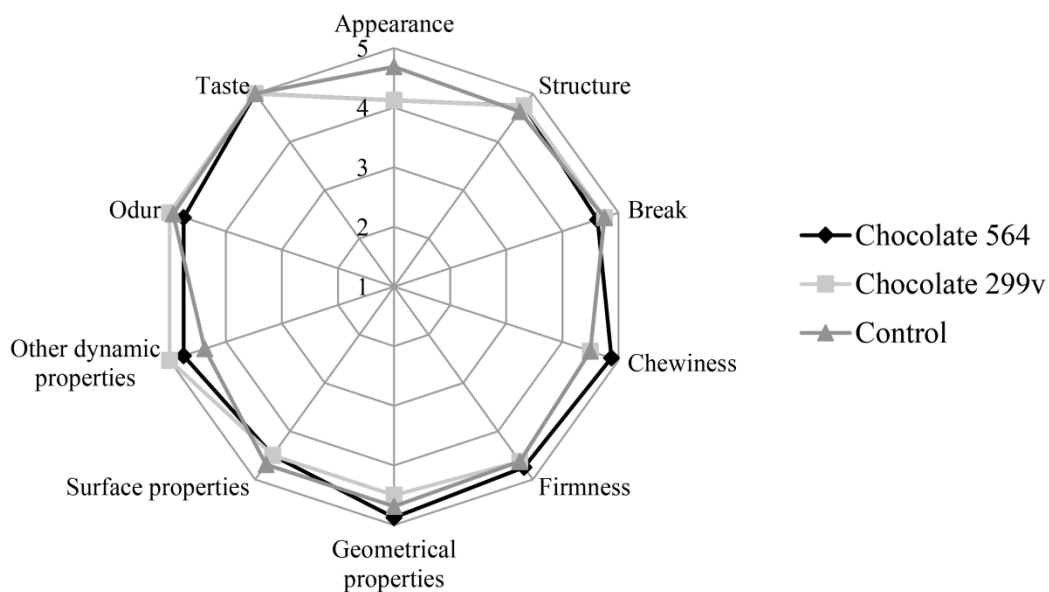 Appearance
5
Taste
Structure
4
3
Odur
2
Break
1
Chocolate 564
Chocolate 299v
Control
Other dynamic
properties
Chewiness
Surface properties
Firmness
Geometrical
properties